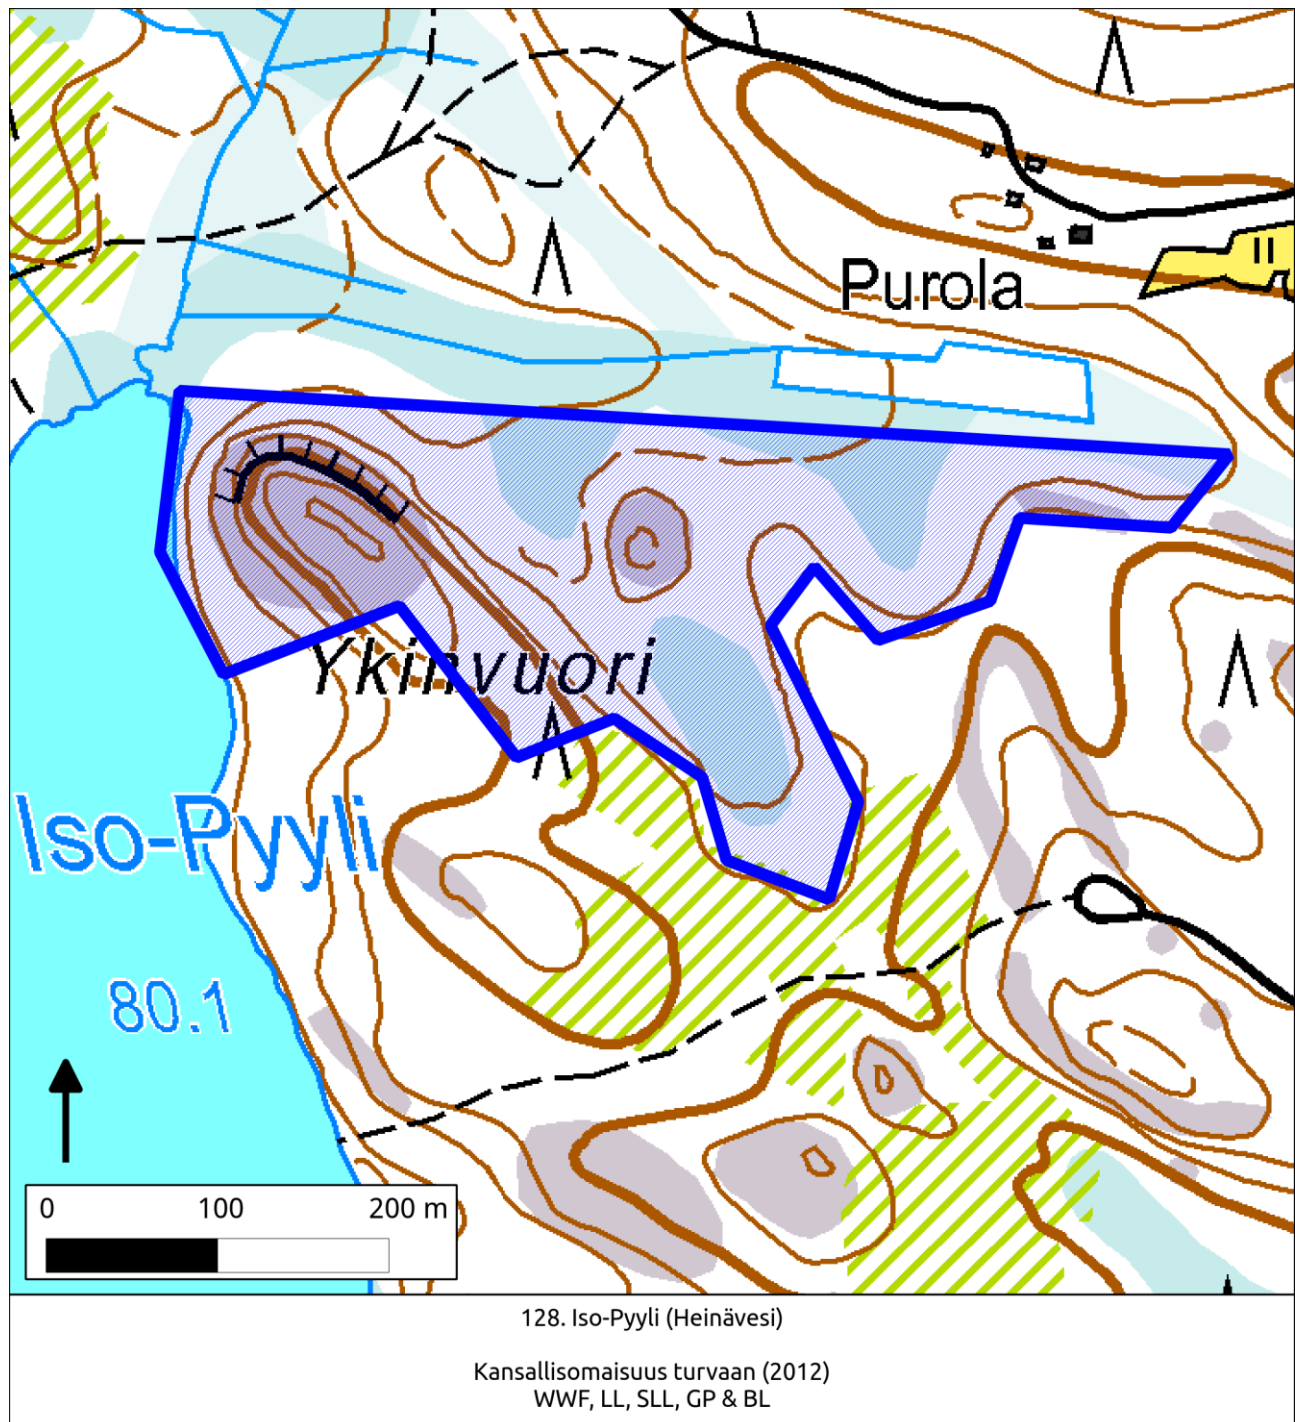 II
Purola
Ykinvuori
Iso-Pyyli
80.1
0 100 200 m
128. Iso-Pyyli (Heinävesi)
Kansallisomaisuus turvaan (2012)
WWF, LL, SLL, GP & BL